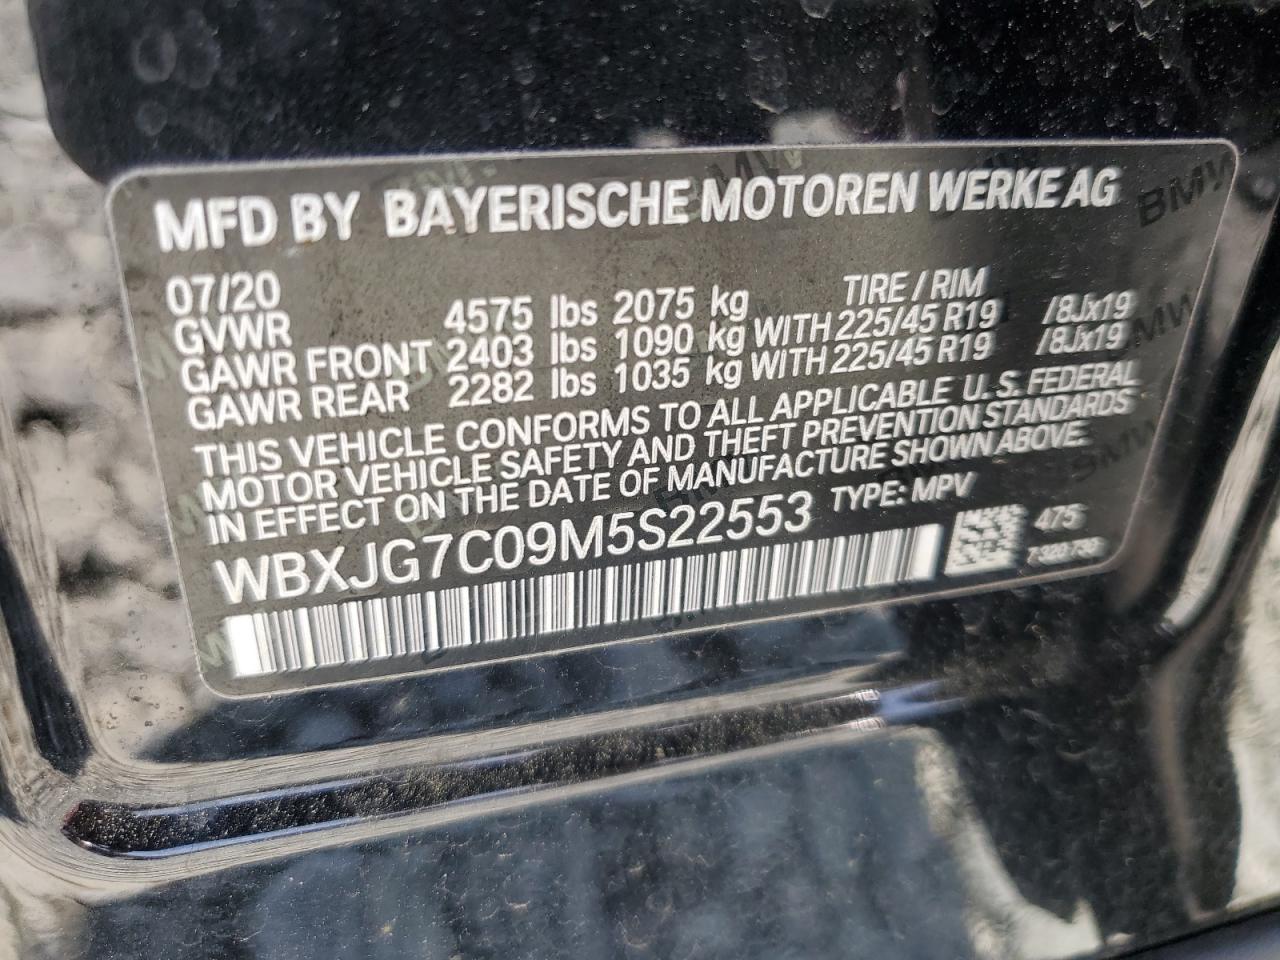 MFD BY BAYERISCHE MOTOREN WERKE AG
07/20 TIRE / RIM
GVWR 4575 lbs 2075 kg
GAWR FRONT 2403 lbs 1090 kg WITH 225/45 R19 /8Jx19
GAWR REAR 2282 lbs 1035 kg WITH 225/45 R19 /8Jx19
THIS VEHICLE CONFORMS TO ALL APPLICABLE U.S. FEDERAL
MOTOR VEHICLE SAFETY AND THEFT PREVENTION STANDARDS
IN EFFECT ON THE DATE OF MANUFACTURE SHOWN ABOVE.
WBXJG7C09M5S22553 TYPE: MPV
475
BMW
BMW
BMW